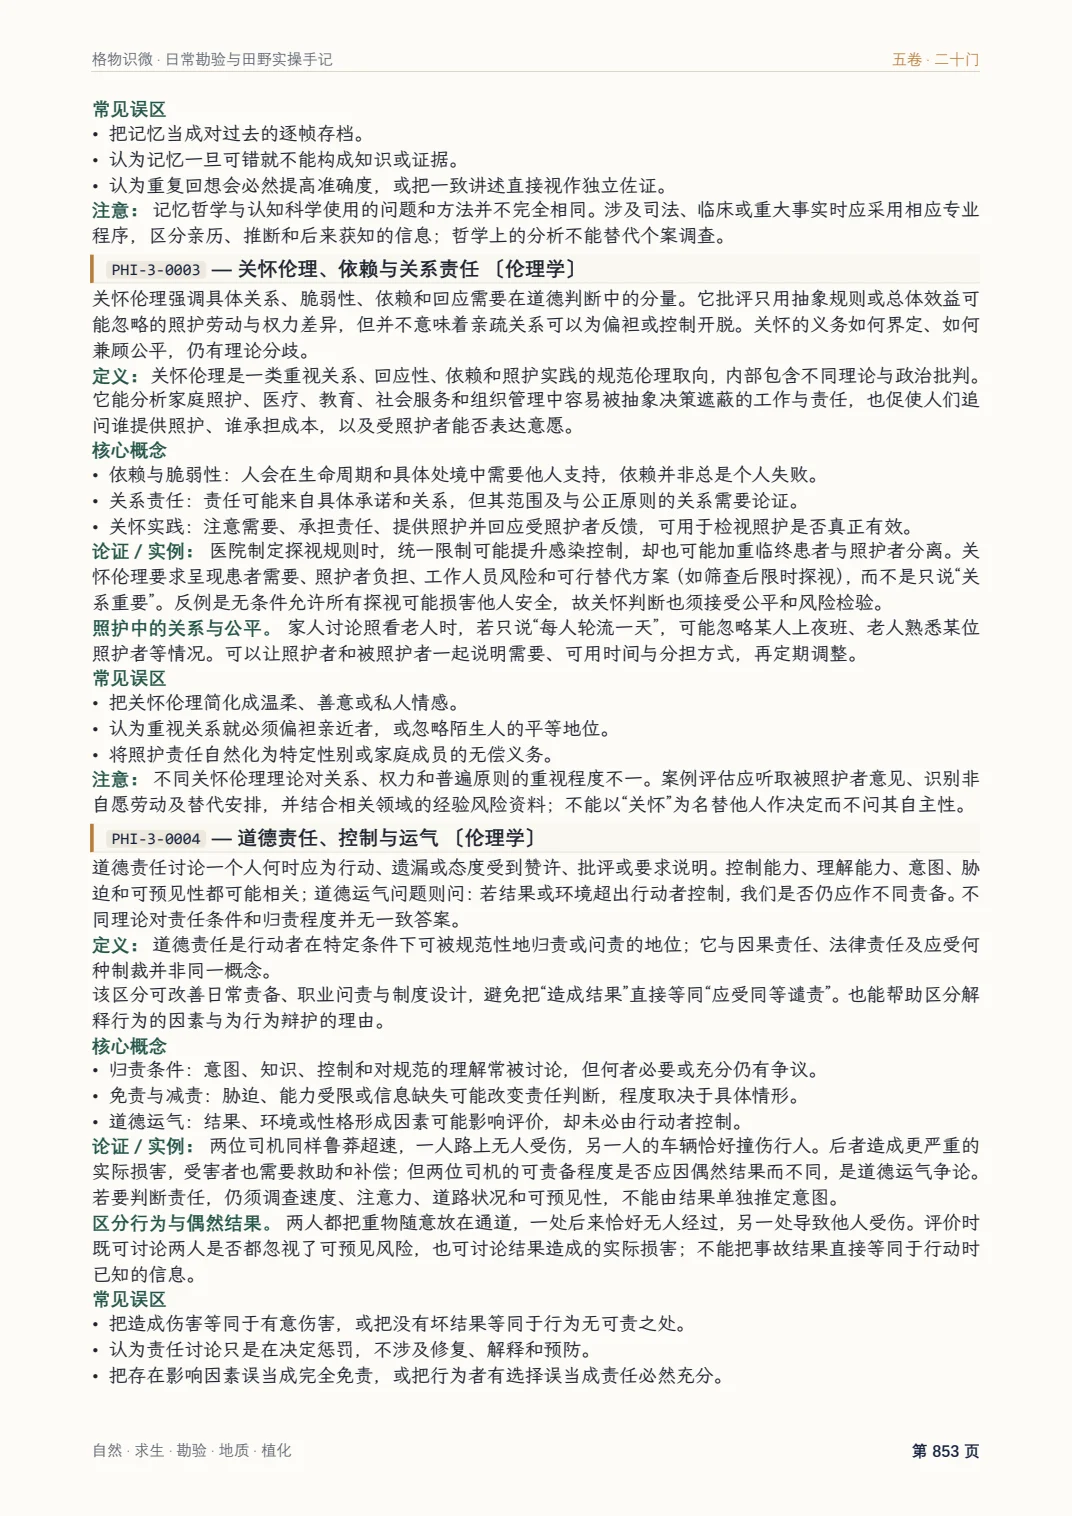 格物识微 · 日常勘验与田野实操手记
五卷 · 二十门
常见误区
• 把记忆当成对过去的逐帧存档。
• 认为记忆一旦可错就不能构成知识或证据。
• 认为重复回想会必然提高准确度，或把一致讲述直接视作独立佐证。
注意： 记忆哲学与认知科学使用的问题和方法并不完全相同。涉及司法、临床或重大事实时应采用相应专业
程序，区分亲历、推断和后来获知的信息；哲学上的分析不能替代个案调查。
PHI-3-0003 — 关怀伦理、依赖与关系责任 〔伦理学〕
关怀伦理强调具体关系、脆弱性、依赖和回应需要在道德判断中的分量。它批评只用抽象规则或总体效益可
能忽略的照护劳动与权力差异，但并不意味着亲疏关系可以为偏袒或控制开脱。关怀的义务如何界定、如何
兼顾公平，仍有理论分歧。
定义： 关怀伦理是一类重视关系、回应性、依赖和照护实践的规范伦理取向，内部包含不同理论与政治批判。
它能分析家庭照护、医疗、教育、社会服务和组织管理中容易被抽象决策遮蔽的工作与责任，也促使人们追
问谁提供照护、谁承担成本，以及受照护者能否表达意愿。
核心概念
• 依赖与脆弱性：人会在生命周期和具体处境中需要他人支持，依赖并非总是个人失败。
• 关系责任：责任可能来自具体承诺和关系，但其范围及与公正原则的关系需要论证。
• 关怀实践：注意需要、承担责任、提供照护并回应受照护者反馈，可用于检视照护是否真正有效。
论证 / 实例： 医院制定探视规则时，统一限制可能提升感染控制，却也可能加重临终患者与照护者分离。关
怀伦理要求呈现患者需要、照护者负担、工作人员风险和可行替代方案（如筛查后限时探视），而不是只说“关
系重要”。反例是无条件允许所有探视可能损害他人安全，故关怀判断也须接受公平和风险检验。
照护中的关系与公平。 家人讨论照看老人时，若只说“每人轮流一天”，可能忽略某人上夜班、老人熟悉某位
照护者等情况。可以让照护者和被照护者一起说明需要、可用时间与分担方式，再定期调整。
常见误区
• 把关怀伦理简化成温柔、善意或私人情感。
• 认为重视关系就必须偏袒亲近者，或忽略陌生人的平等地位。
• 将照护责任自然化为特定性别或家庭成员的无偿义务。
注意： 不同关怀伦理理论对关系、权力和普遍原则的重视程度不一。案例评估应听取被照护者意见、识别非
自愿劳动及替代安排，并结合相关领域的经验风险资料；不能以“关怀”为名替他人作决定而不问其自主性。
PHI-3-0004 — 道德责任、控制与运气 〔伦理学〕
道德责任讨论一个人何时应为行动、遗漏或态度受到赞许、批评或要求说明。控制能力、理解能力、意图、胁
迫和可预见性都可能相关；道德运气问题则问：若结果或环境超出行动者控制，我们是否仍应作不同责备。不
同理论对责任条件和归责程度并无一致答案。
定义： 道德责任是行动者在特定条件下可被规范性地归责或问责的地位；它与因果责任、法律责任及应受何
种制裁并非同一概念。
该区分可改善日常责备、职业问责与制度设计，避免把“造成结果”直接等同“应受同等谴责”。也能帮助区分解
释行为的因素与为行为辩护的理由。
核心概念
• 归责条件：意图、知识、控制和对规范的理解常被讨论，但何者必要或充分仍有争议。
• 免责与减责：胁迫、能力受限或信息缺失可能改变责任判断，程度取决于具体情形。
• 道德运气：结果、环境或性格形成因素可能影响评价，却未必由行动者控制。
论证 / 实例： 两位司机同样鲁莽超速，一人路上无人受伤，另一人的车辆恰好撞伤行人。后者造成更严重的
实际损害，受害者也需要救助和补偿；但两位司机的可责备程度是否应因偶然结果而不同，是道德运气争论。
若要判断责任，仍须调查速度、注意力、道路状况和可预见性，不能由结果单独推定意图。
区分行为与偶然结果。 两人都把重物随意放在通道，一处后来恰好无人经过，另一处导致他人受伤。评价时
既可讨论两人是否都忽视了可预见风险，也可讨论结果造成的实际损害；不能把事故结果直接等同于行动时
已知的信息。
常见误区
• 把造成伤害等同于有意伤害，或把没有坏结果等同于行为无可责之处。
• 认为责任讨论只是在决定惩罚，不涉及修复、解释和预防。
• 把存在影响因素误当成完全免责，或把行为者有选择误当成责任必然充分。
自然 · 求生 · 勘验 · 地质 · 植化
第 853 页